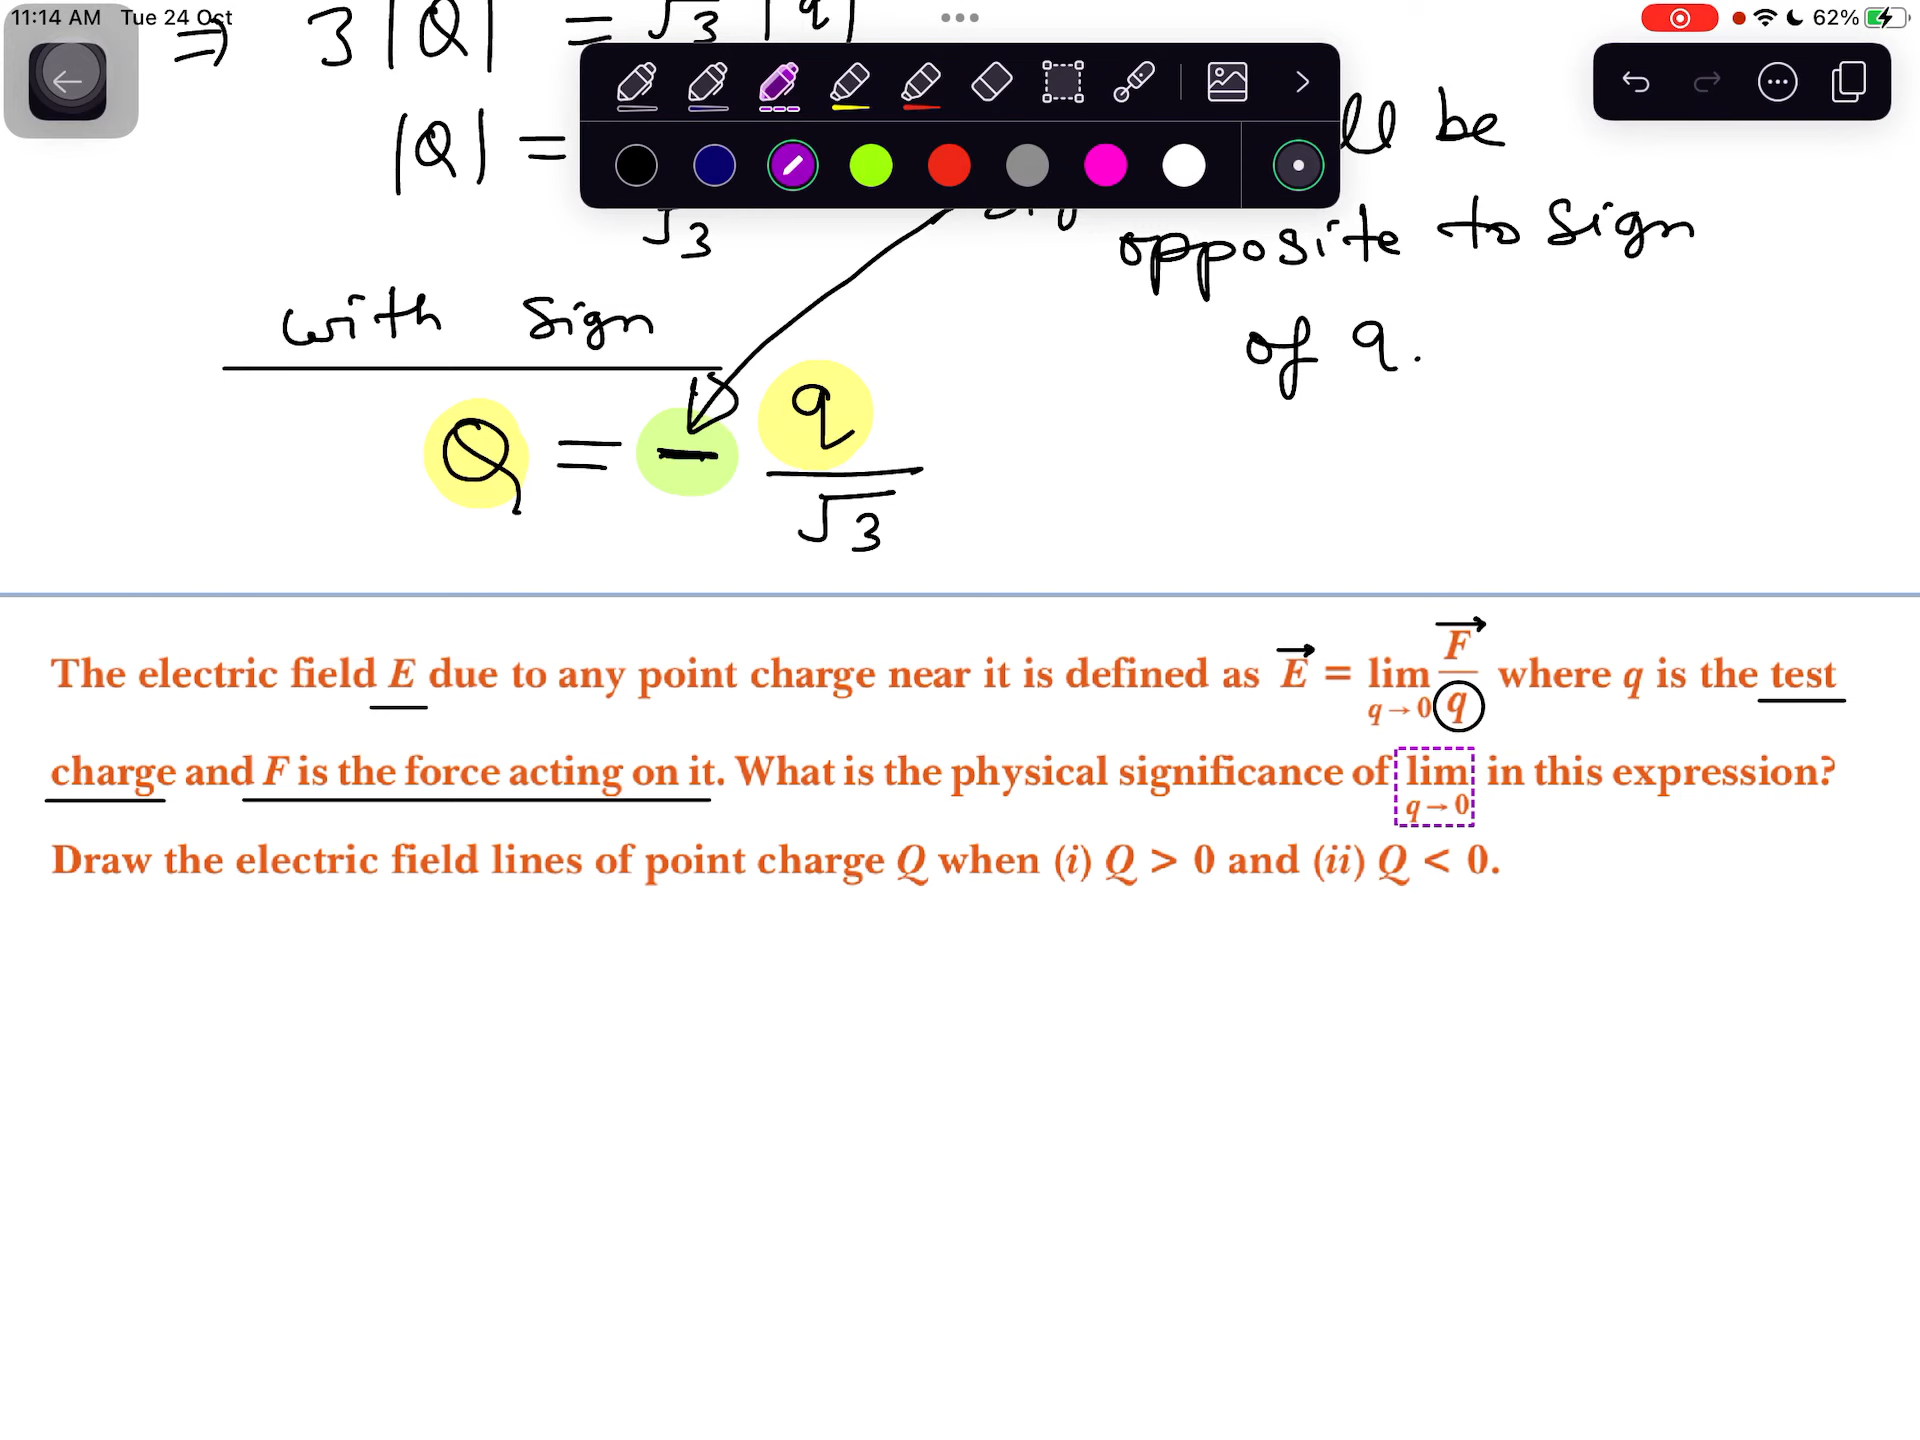 11:14 AM Tue 24 Oct
62%
⇒ 3 |Q| = √3 |q|
|Q| =
√3
ll be
opposite to sign
of q.
with sign
Q = - q
√3
The electric field E due to any point charge near it is defined as E⃗ = lim q→0 F⃗/q where q is the test
charge and F is the force acting on it. What is the physical significance of lim q→0 in this expression?
Draw the electric field lines of point charge Q when (i) Q > 0 and (ii) Q < 0.